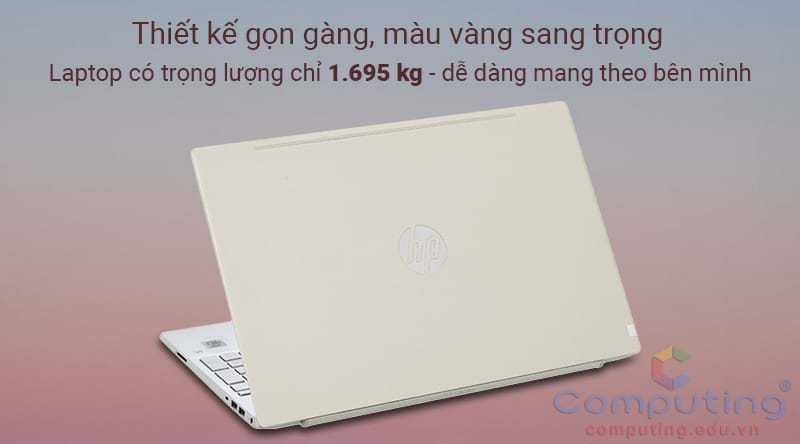 Thiết kế gọn gàng, màu vàng sang trọng
Laptop có trọng lượng chỉ 1.695 kg - dễ dàng mang theo bên mình
hp
Computing®
computing.edu.vn